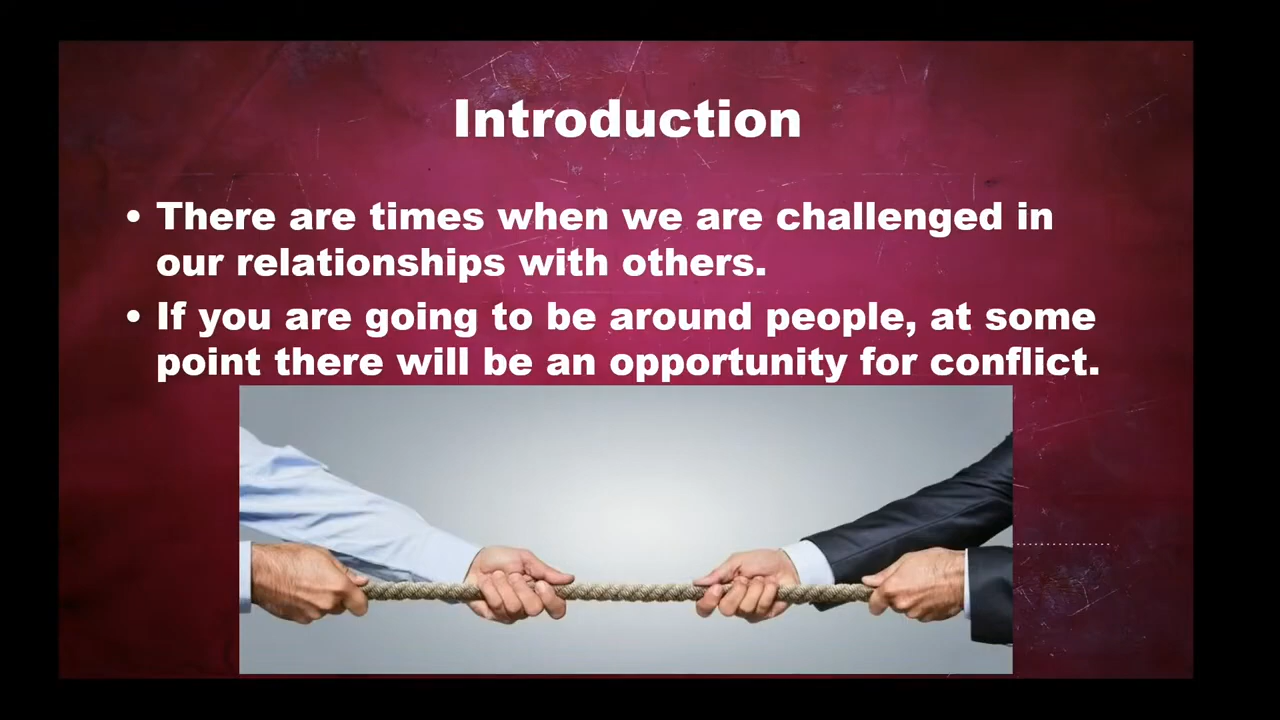 Introduction
• There are times when we are challenged in
our relationships with others.
• If you are going to be around people, at some
point there will be an opportunity for conflict.